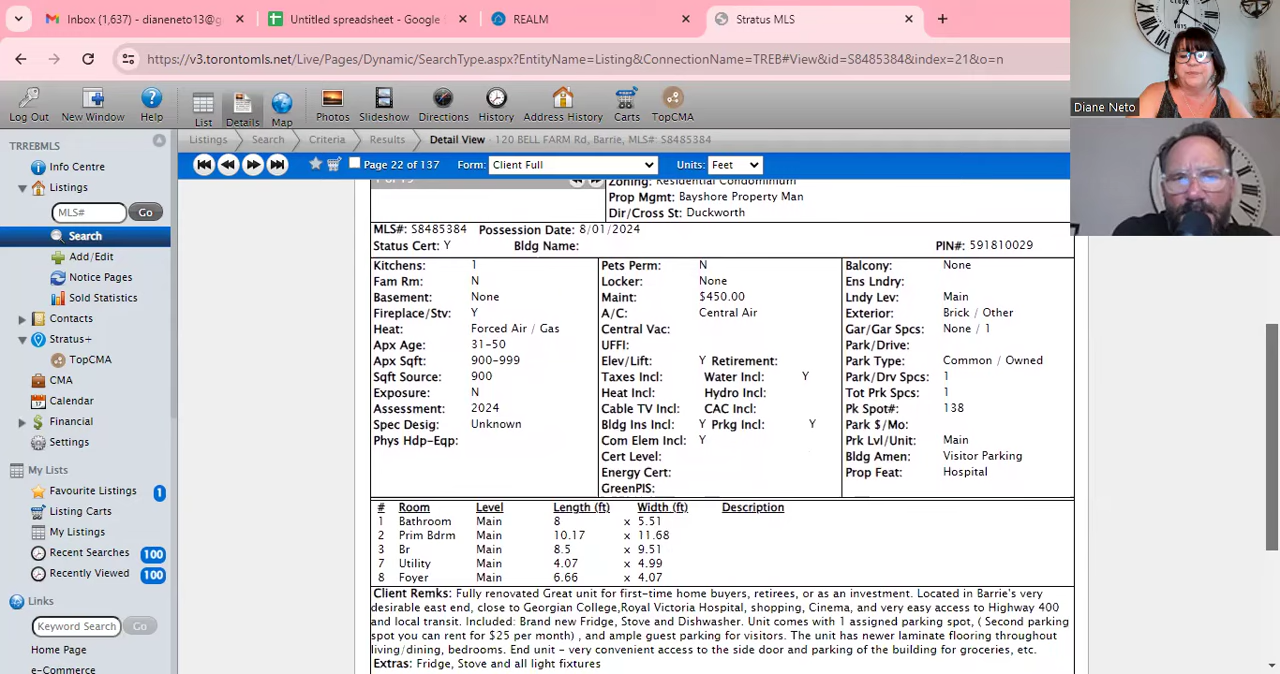 Inbox (1,637) - dianeneto13@g
Untitled spreadsheet - Google
REALM
Stratus MLS
https://v3.torontomls.net/Live/Pages/Dynamic/SearchType.aspx?EntityName=Listing&ConnectionName=TREB#View&id=S8485384&index=21&o=n
Log Out New Window Help List Details Map Photos Slideshow Directions History Address History Carts TopCMA
Diane Neto
TRREBMLS
Info Centre
Listings
MLS# Go
Search
Add/Edit
Notice Pages
Sold Statistics
Contacts
Stratus+
TopCMA
CMA
Calendar
Financial
Settings
My Lists
Favourite Listings 1
Listing Carts
My Listings
Recent Searches 100
Recently Viewed 100
Links
Keyword Search Go
Home Page
e-Commerce
Listings Search Criteria Results Detail View - 120 BELL FARM Rd, Barrie, MLS#: S8485384
Page 22 of 137 Form: Client Full Units: Feet
Zoning: Residential Condominium
Prop Mgmt: Bayshore Property Man
Dir/Cross St: Duckworth
MLS#: S8485384 Possession Date: 8/01/2024
Status Cert: Y Bldg Name: PIN#: 591810029
Kitchens: 1 Pets Perm: N Balcony: None
Fam Rm: N Locker: None Ens Lndry:
Basement: None Maint: $450.00 Lndy Lev: Main
Fireplace/Stv: Y A/C: Central Air Exterior: Brick / Other
Heat: Forced Air / Gas Central Vac: Gar/Gar Spcs: None / 1
Apx Age: 31-50 UFFI: Park/Drive:
Apx Sqft: 900-999 Elev/Lift: Y Retirement: Park Type: Common / Owned
Sqft Source: 900 Taxes Incl: Water Incl: Y Park/Drv Spcs: 1
Exposure: N Heat Incl: Hydro Incl: Tot Prk Spcs: 1
Assessment: 2024 Cable TV Incl: CAC Incl: Pk Spot#: 138
Spec Desig: Unknown Bldg Ins Incl: Y Prkg Incl: Y Park $/Mo:
Phys Hdp-Eqp: Com Elem Incl: Y Prk Lvl/Unit: Main
Cert Level: Bldg Amen: Visitor Parking
Energy Cert: Prop Feat: Hospital
GreenPIS:
# Room Level Length (ft) Width (ft) Description
1 Bathroom Main 8 x 5.51
2 Prim Bdrm Main 10.17 x 11.68
3 Br Main 8.5 x 9.51
7 Utility Main 4.07 x 4.99
8 Foyer Main 6.66 x 4.07
Client Remks: Fully renovated Great unit for first-time home buyers, retirees, or as an investment. Located in Barrie's very
desirable east end, close to Georgian College,Royal Victoria Hospital, shopping, Cinema, and very easy access to Highway 400
and local transit. Included: Brand new Fridge, Stove and Dishwasher. Unit comes with 1 assigned parking spot, ( Second parking
spot you can rent for $25 per month) , and ample guest parking for visitors. The unit has newer laminate flooring throughout
living/dining, bedrooms. End unit - very convenient access to the side door and parking of the building for groceries, etc.
Extras: Fridge, Stove and all light fixtures